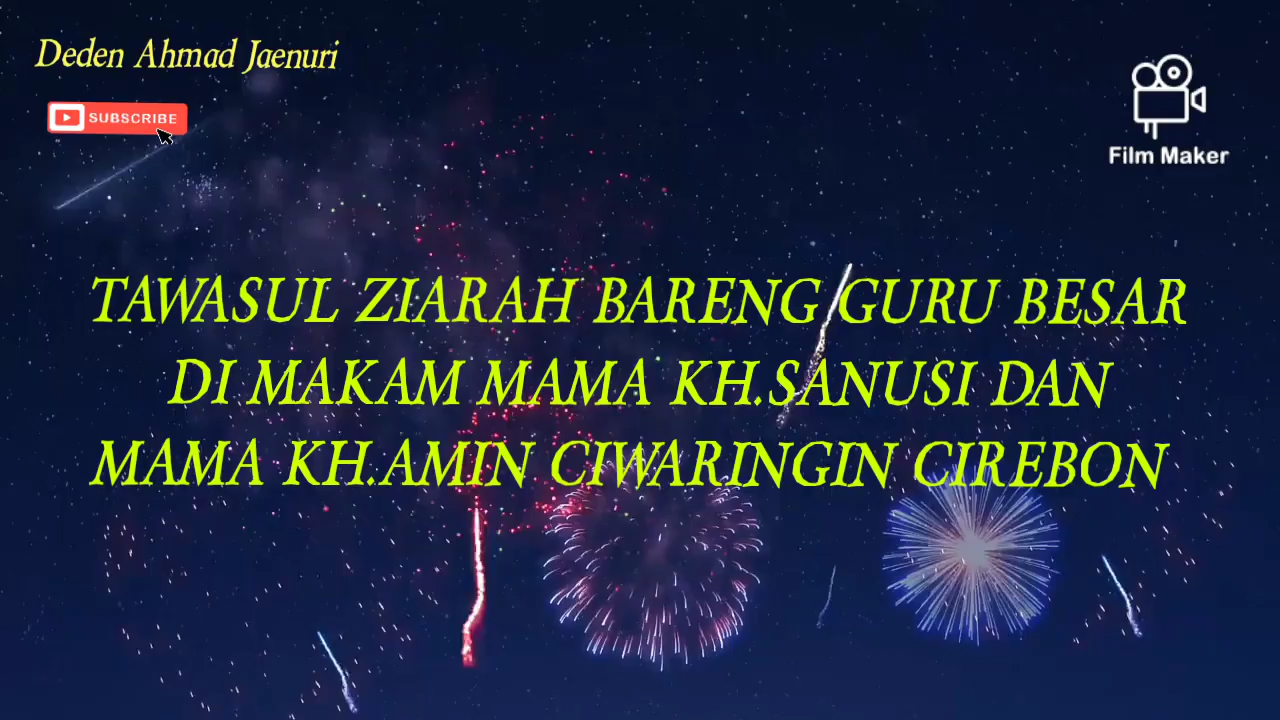 Deden Ahmad Jaenuri
SUBSCRIBE
Film Maker
TAWASUL ZIARAH BARENG GURU BESAR
DI MAKAM MAMA KH.SANUSI DAN
MAMA KH.AMIN CIWARINGIN CIREBON